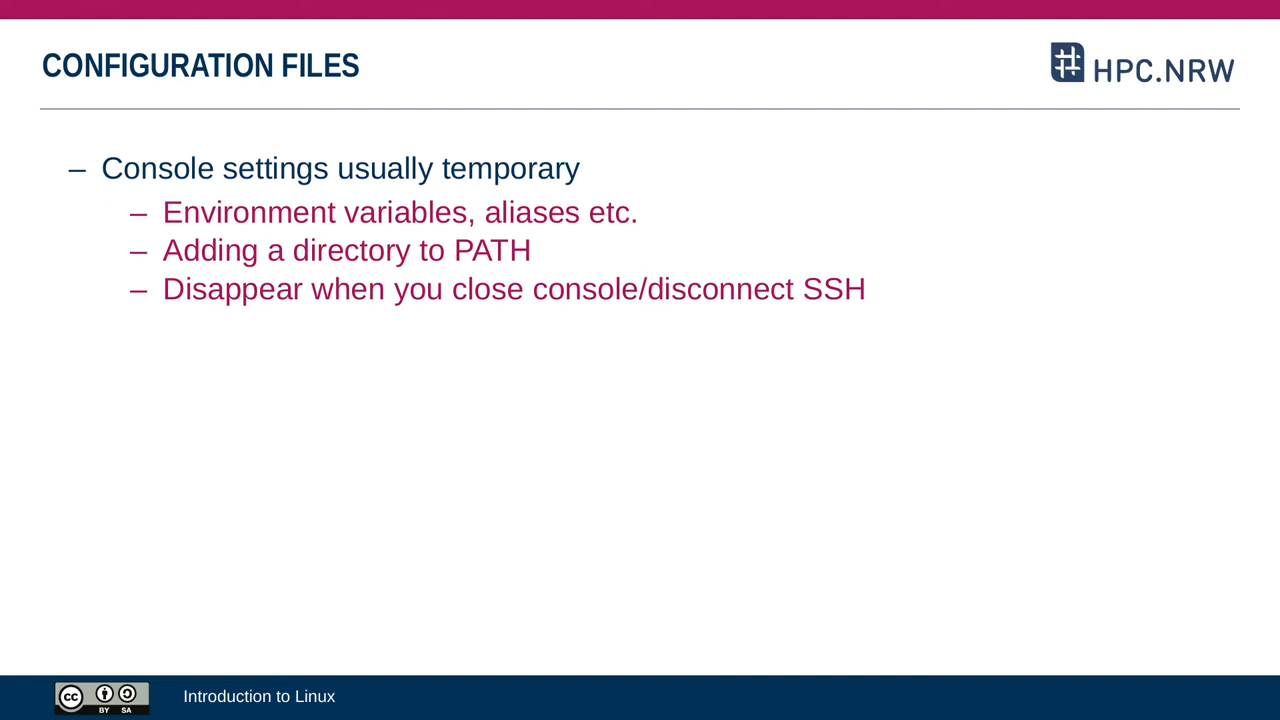 CONFIGURATION FILES
HPC.NRW
– Console settings usually temporary
– Environment variables, aliases etc.
– Adding a directory to PATH
– Disappear when you close console/disconnect SSH
cc BY SA
Introduction to Linux